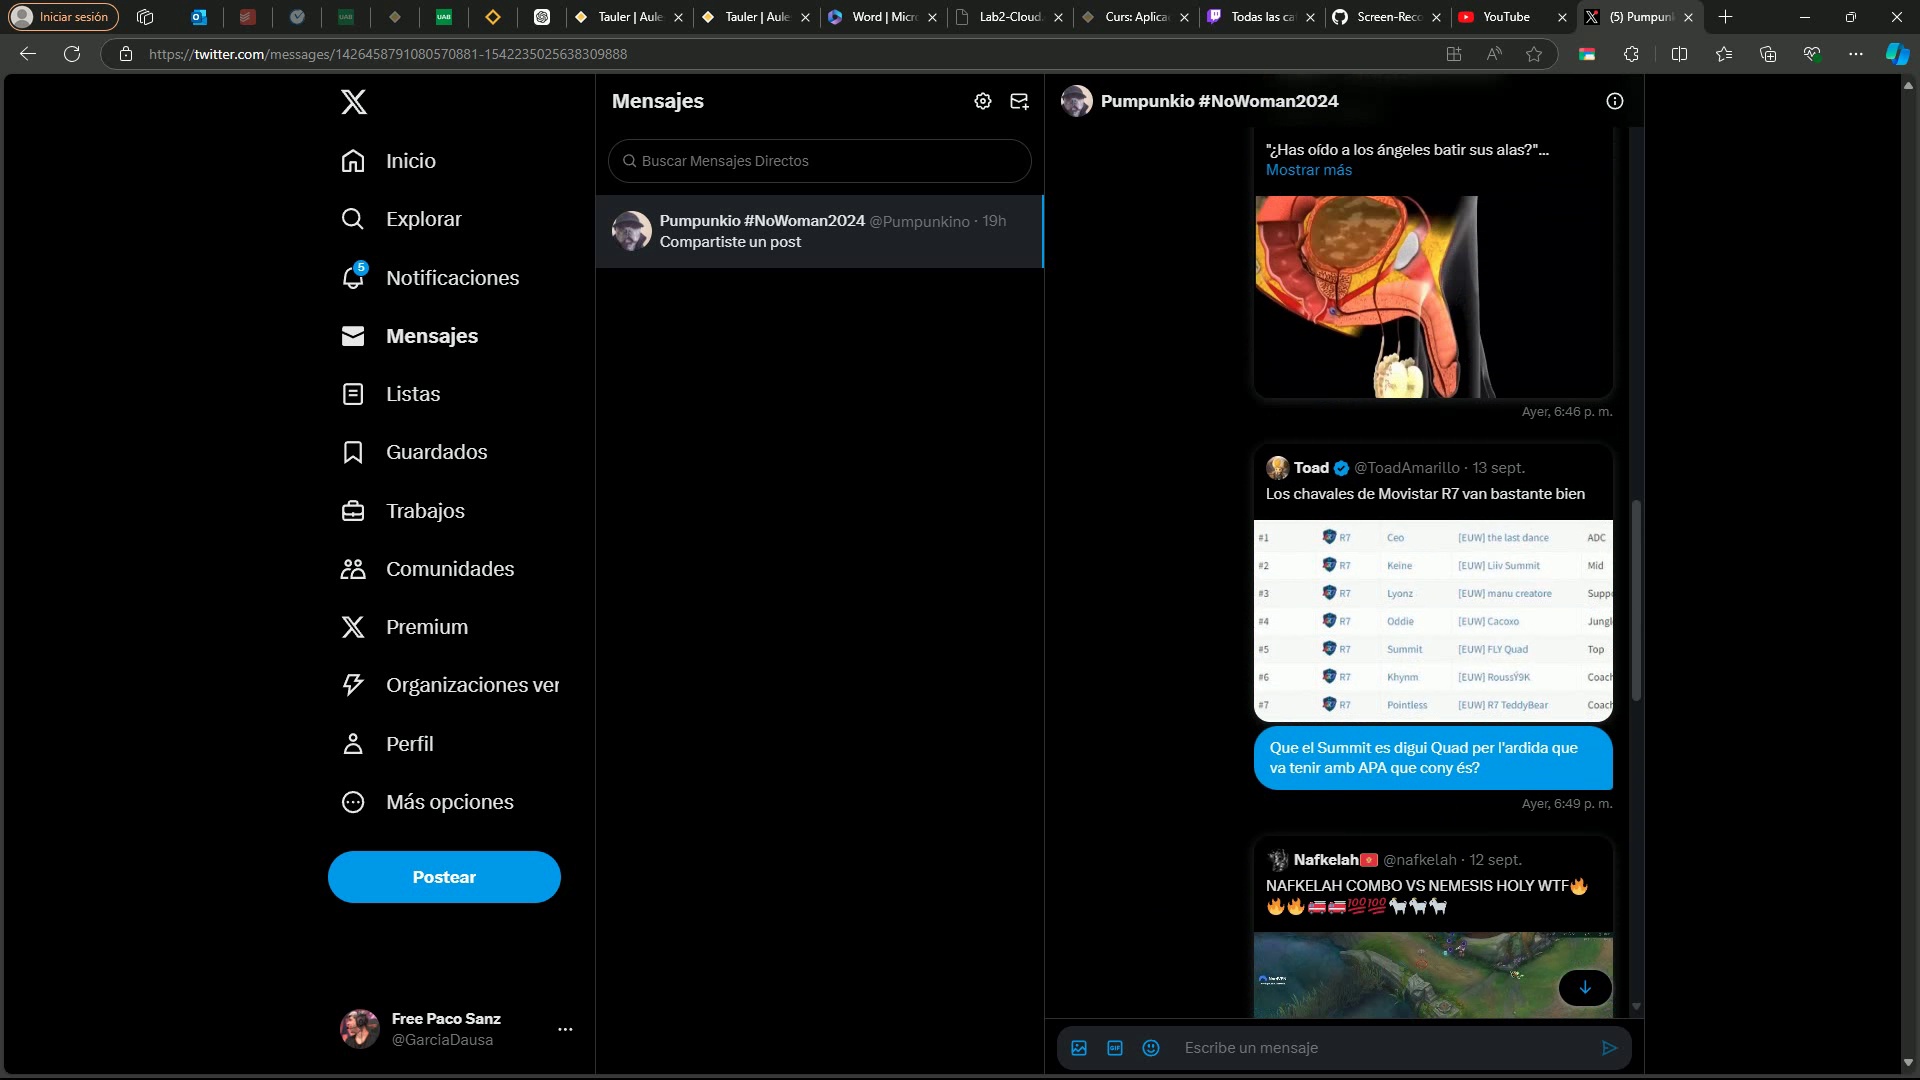 Iniciar sesión
Tauler | Aule
Tauler | Aule
Word | Micr
Lab2-Cloud.
Curs: Aplica
Todas las ca
Screen-Reco
YouTube
(5) Pumpun
https://twitter.com/messages/1426458791080570881-1542235025638309888
Inicio
Explorar
5
Notificaciones
Mensajes
Listas
Guardados
Trabajos
Comunidades
Premium
Organizaciones ver
Perfil
Más opciones
Postear
Free Paco Sanz
@GarciaDausa
Mensajes
Buscar Mensajes Directos
Pumpunkio #NoWoman2024 @Pumpunkino · 19h
Compartiste un post
Pumpunkio #NoWoman2024
"¿Has oído a los ángeles batir sus alas?"...
Mostrar más
Ayer, 6:46 p. m.
Toad @ToadAmarillo · 13 sept.
Los chavales de Movistar R7 van bastante bien
#1 R7 Ceo [EUW] the last dance ADC
#2 R7 Keine [EUW] Liiv Summit Mid
#3 R7 Lyonz [EUW] manu creatore Suppo
#4 R7 Oddie [EUW] Cacoxo Jungl
#5 R7 Summit [EUW] FLY Quad Top
#6 R7 Khynm [EUW] RoussŸ9K Coach
#7 R7 Pointless [EUW] R7 TeddyBear Coach
Que el Summit es digui Quad per l'ardida que
va tenir amb APA que cony és?
Ayer, 6:49 p. m.
Nafkelah @nafkelah · 12 sept.
NAFKELAH COMBO VS NEMESIS HOLY WTF🔥
🔥🔥🚒🚒💯💯🐐🐐🐐
GIF
Escribe un mensaje